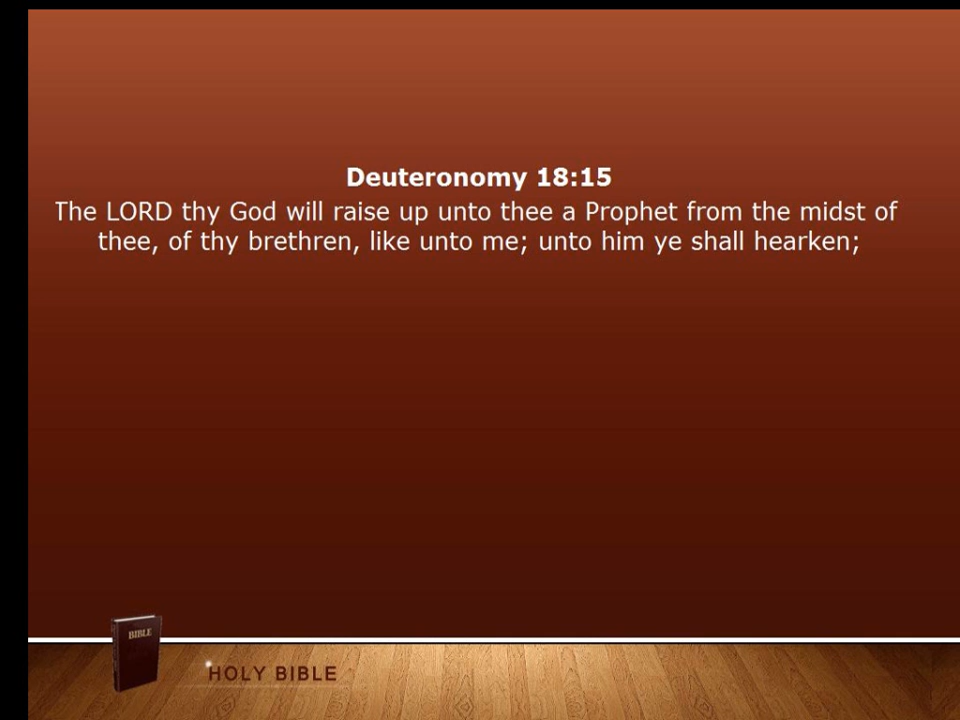 Deuteronomy 18:15
The LORD thy God will raise up unto thee a Prophet from the midst of
thee, of thy brethren, like unto me; unto him ye shall hearken;
BIBLE
HOLY BIBLE